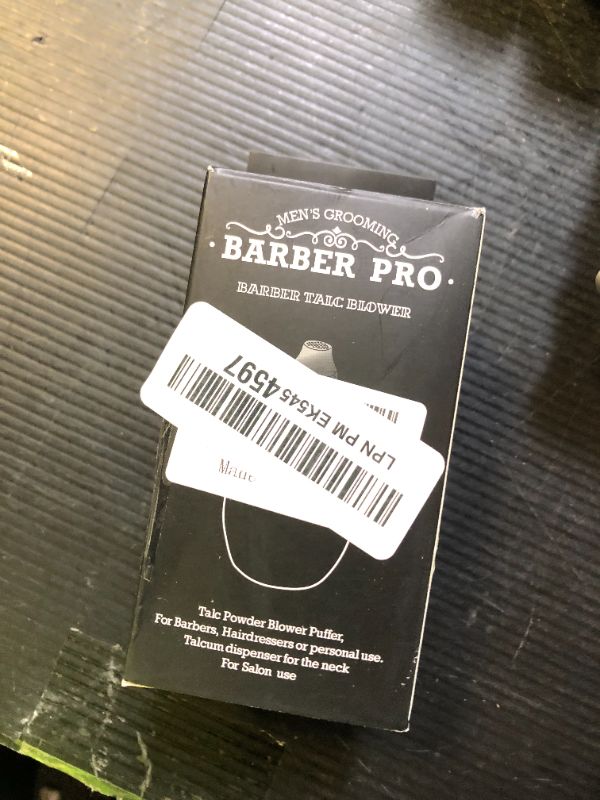 MEN'S GROOMING
· BARBER PRO ·
BARBER TALC BLOWER
LPN PM EK545 4597
Talc Powder Blower Puffer,
For Barbers, Hairdressers or personal use.
Talcum dispenser for the neck
For Salon use